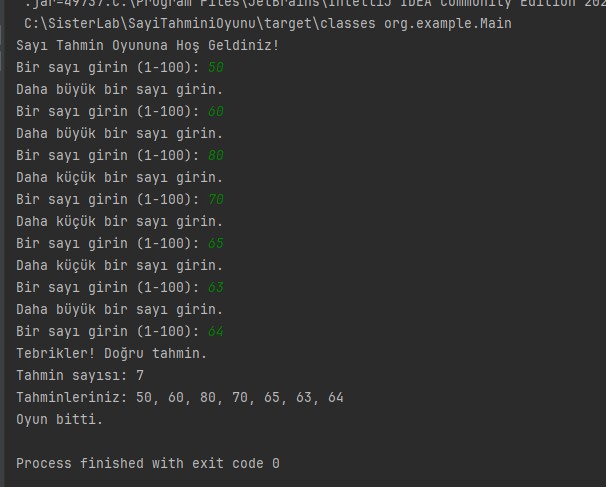 .jar=49737:C:\Program Files\JetBrains\IntelliJ IDEA Community Edition 202
C:\SisterLab\SayiTahminiOyunu\target\classes org.example.Main
Sayı Tahmin Oyununa Hoş Geldiniz!
Bir sayı girin (1-100): 50
Daha büyük bir sayı girin.
Bir sayı girin (1-100): 60
Daha büyük bir sayı girin.
Bir sayı girin (1-100): 80
Daha küçük bir sayı girin.
Bir sayı girin (1-100): 70
Daha küçük bir sayı girin.
Bir sayı girin (1-100): 65
Daha küçük bir sayı girin.
Bir sayı girin (1-100): 63
Daha büyük bir sayı girin.
Bir sayı girin (1-100): 64
Tebrikler! Doğru tahmin.
Tahmin sayısı: 7
Tahminleriniz: 50, 60, 80, 70, 65, 63, 64
Oyun bitti.
Process finished with exit code 0